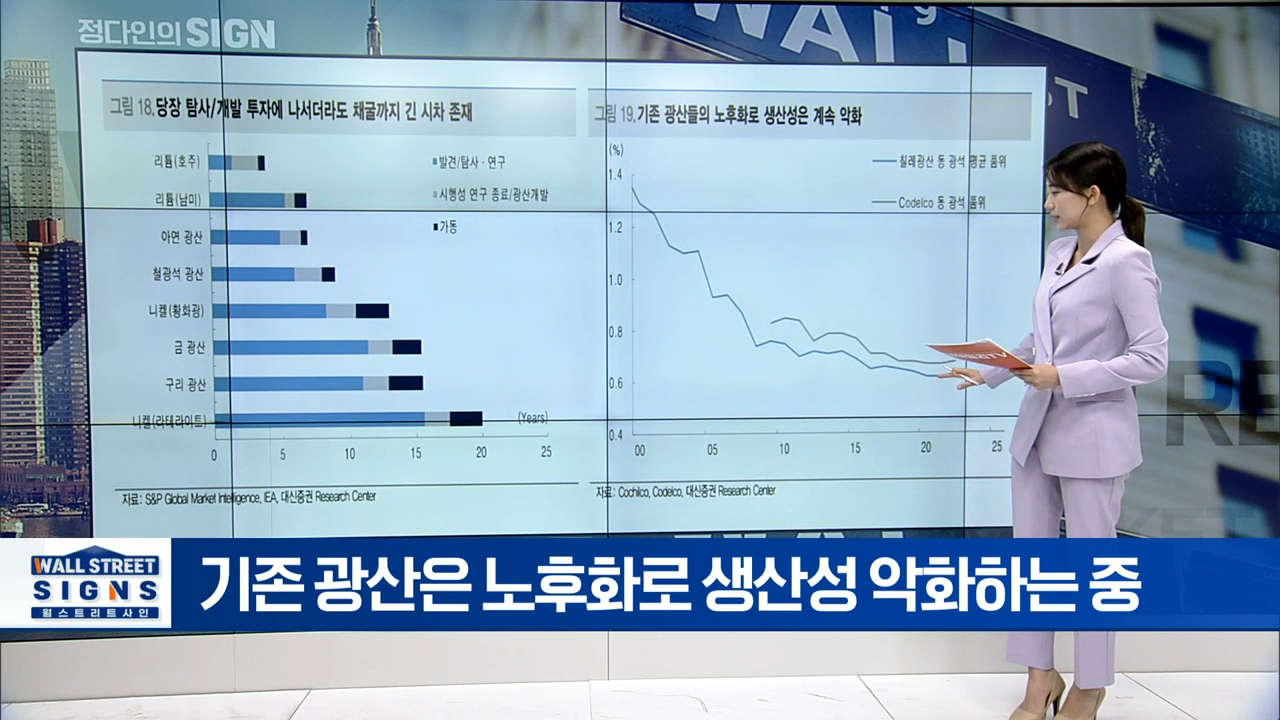 정다인의 SIGN
WALL
9
ST
그림 18. 당장 탐사/개발 투자에 나서더라도 채굴까지 긴 시차 존재
리튬(호주)
리튬(남미)
아연 광산
철광석 광산
니켈(황화광)
금 광산
구리 광산
니켈(라테라이트)
발견/탐사·연구
시행성 연구 종료/광산개발
가동
(Years)
0 5 10 15 20 25
자료: S&P Global Market Intelligence, IEA, 대신증권 Research Center
그림 19. 기존 광산들의 노후화로 생산성은 계속 악화
(%)
칠레광산 동 광석 평균 품위
Codelco 동 광석 품위
1.4
1.2
1.0
0.8
0.6
0.4
00 05 10 15 20 25
자료: Cochilco, Codelco, 대신증권 Research Center
RE
WALL STREET
SIGNS
월스트리트사인
기존 광산은 노후화로 생산성 악화하는 중